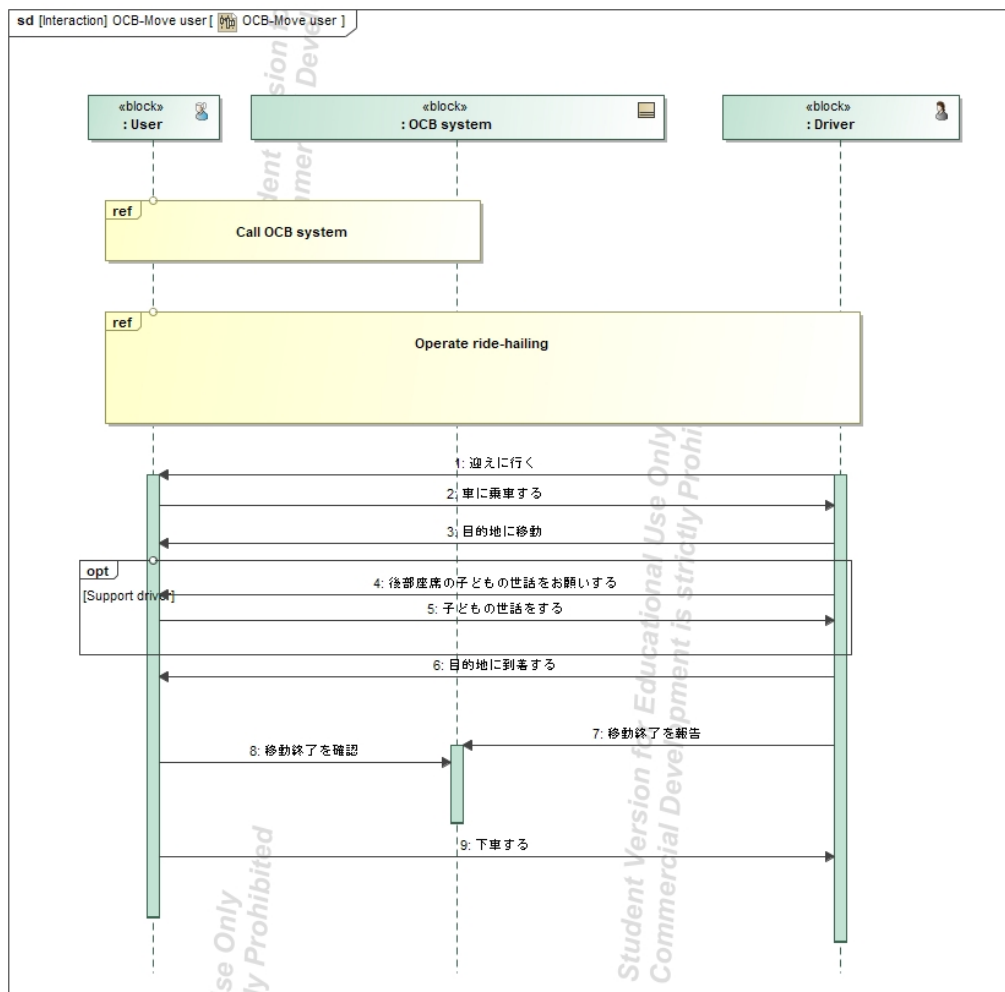 sd [Interaction] OCB-Move user [ OCB-Move user ]
«block»
: User
«block»
: OCB system
«block»
: Driver
ref
Call OCB system
ref
Operate ride-hailing
1: 迎えに行く
2: 車に乗車する
3: 目的地に移動
opt
[Support driver]
4: 後部座席の子どもの世話をお願いする
5: 子どもの世話をする
6: 目的地に到着する
7: 移動終了を報告
8: 移動終了を確認
9: 下車する
Student Version for Educational Use Only
Commercial Development is strictly Prohibited